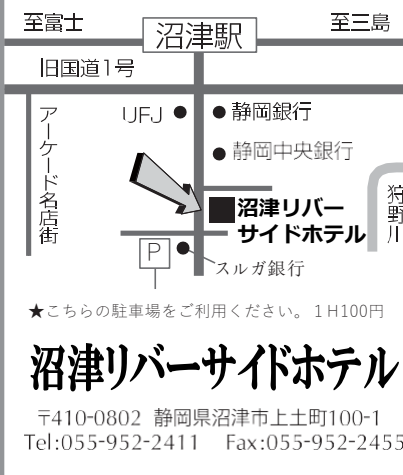 至富士
沼津駅
至三島
旧国道1号
アーケード名店街
UFJ
静岡銀行
静岡中央銀行
狩野川
沼津リバー
サイドホテル
P
スルガ銀行
★こちらの駐車場をご利用ください。1H100円
沼津リバーサイドホテル
〒410-0802 静岡県沼津市上土町100-1
Tel:055-952-2411 Fax:055-952-2455